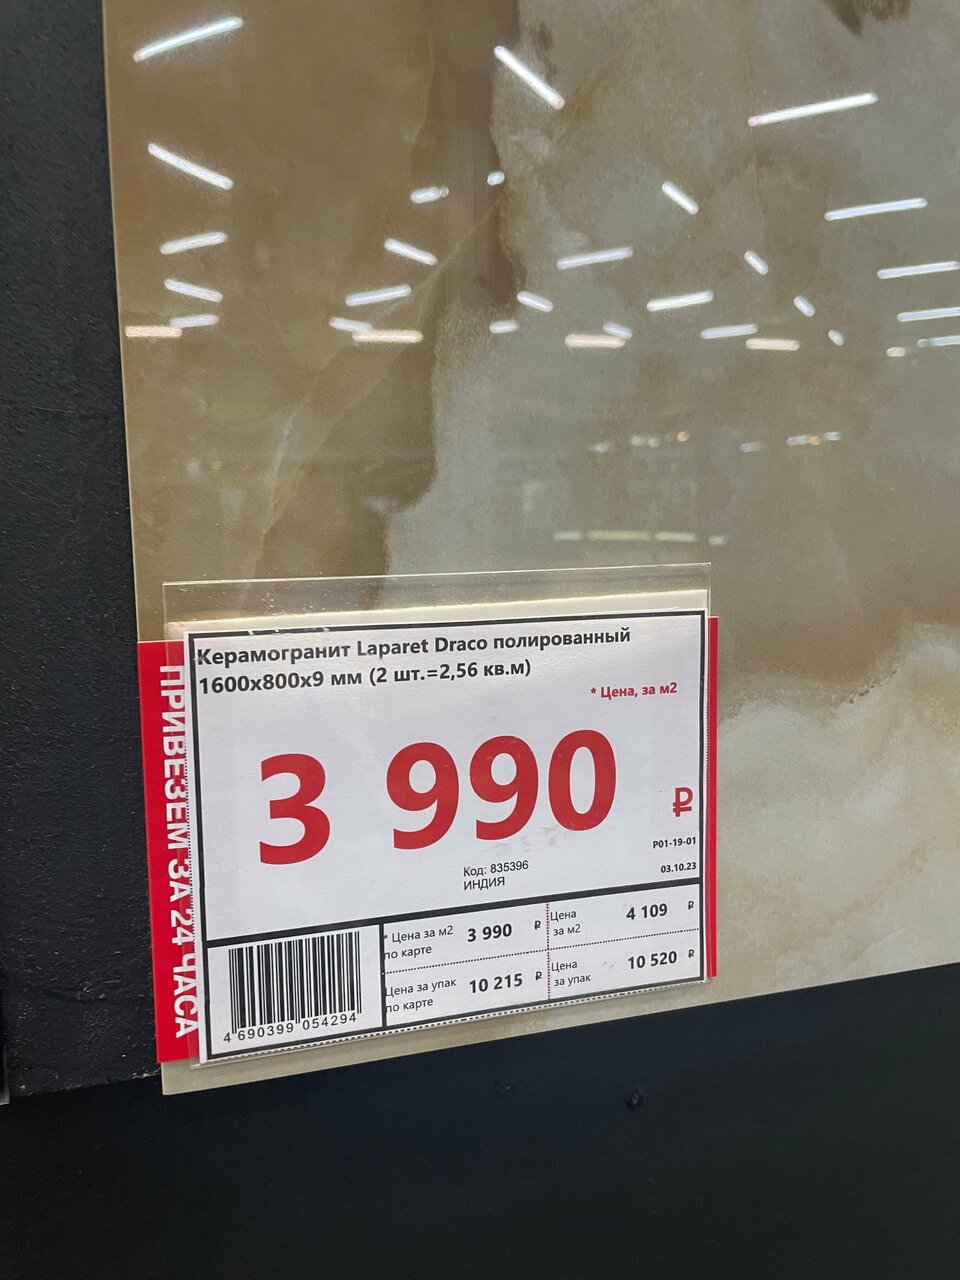 Керамогранит Laparet Draco полированный
1600х800х9 мм (2 шт.=2,56 кв.м)
* Цена, за м2
3 990 ₽
Р01-19-01
Код: 835396
ИНДИЯ
03.10.23
* Цена за м2
по карте
3 990 ₽
Цена
за м2
4 109 ₽
Цена за упак
по карте
10 215 ₽
Цена
за упак
10 520 ₽
4 690399 054294
ПРИВЕЗЕМ ЗА 24 ЧАСА